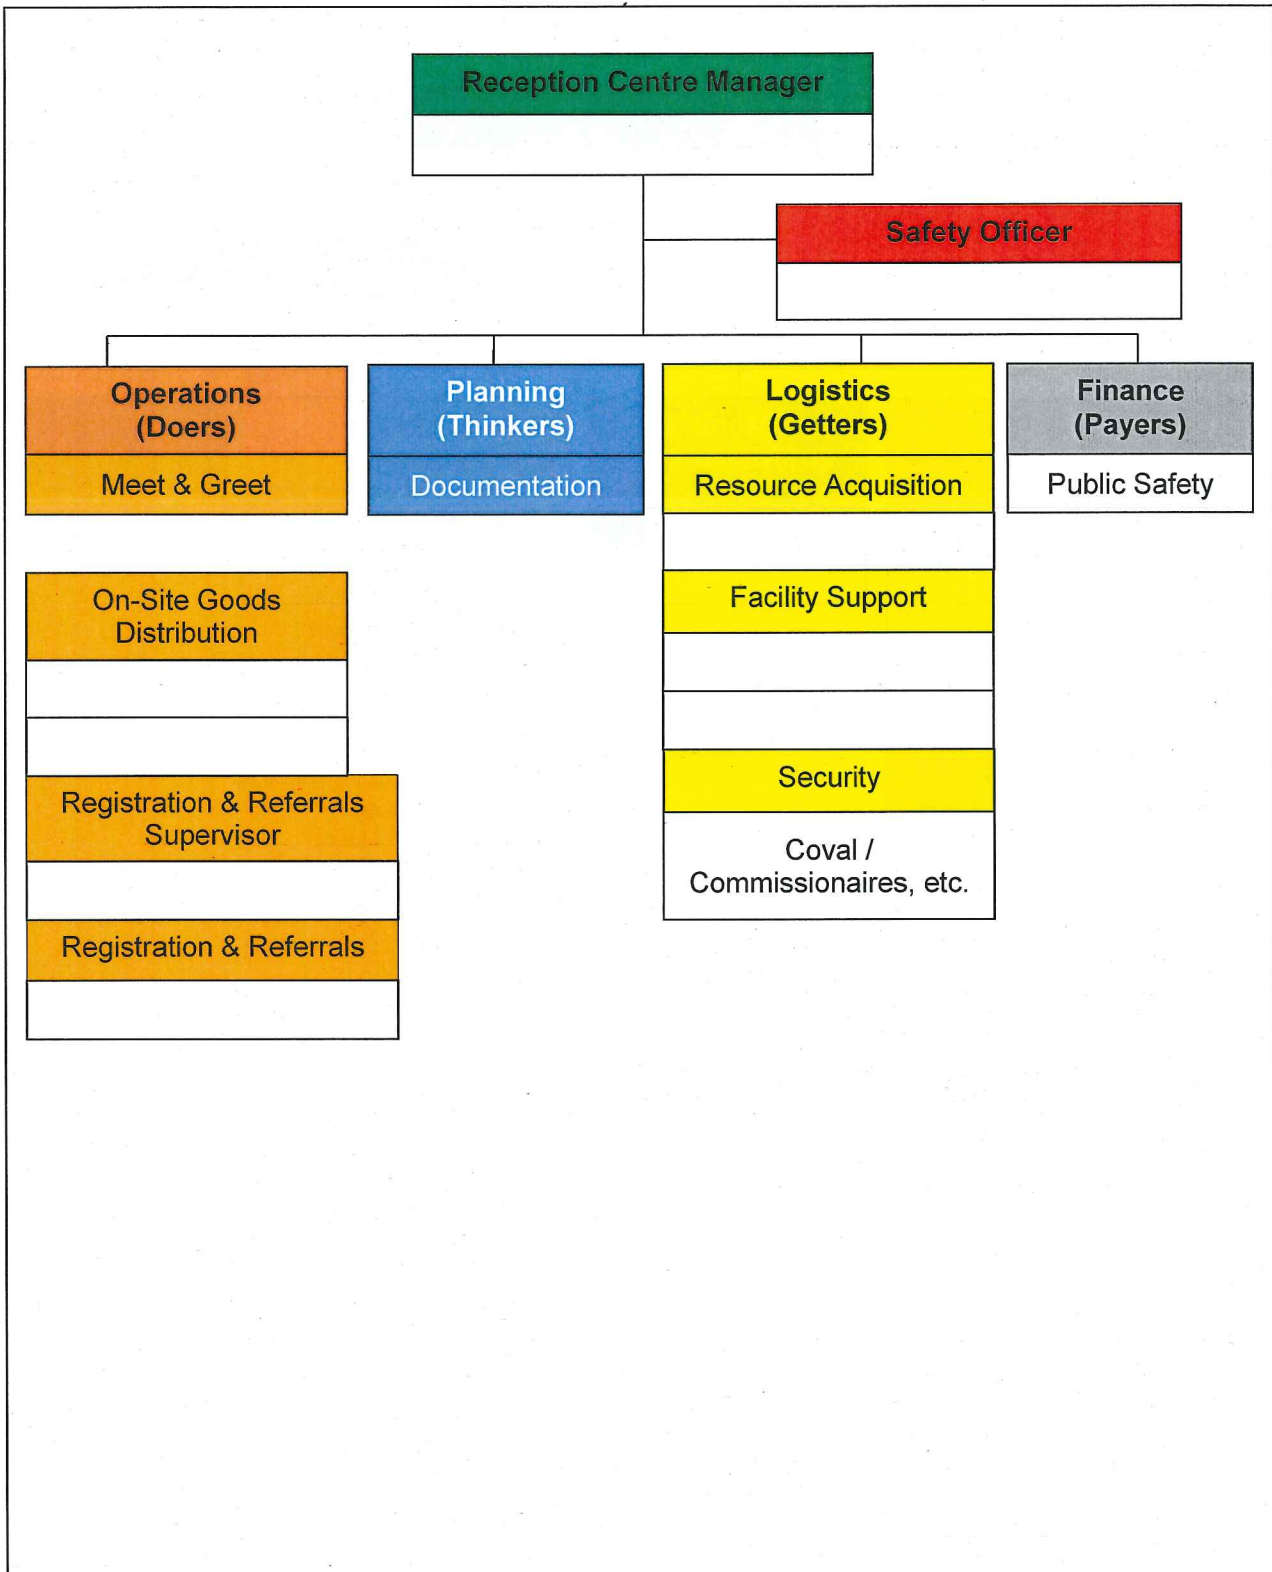 Reception Centre Manager
Safety Officer
Operations
(Doers)
Meet & Greet
On-Site Goods
Distribution
Registration & Referrals
Supervisor
Registration & Referrals
Planning
(Thinkers)
Documentation
Logistics
(Getters)
Resource Acquisition
Facility Support
Security
Coval /
Commissionaires, etc.
Finance
(Payers)
Public Safety